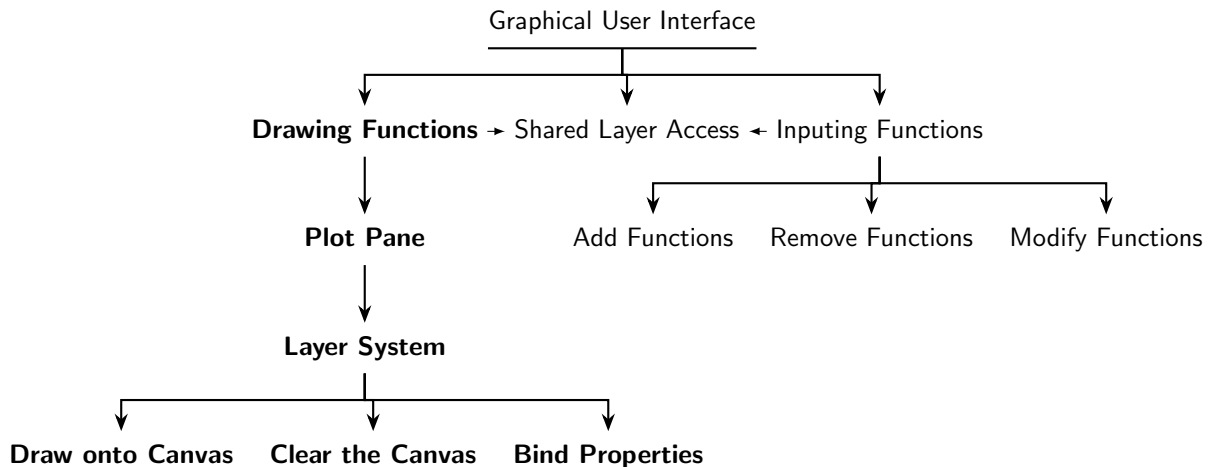 Graphical User Interface
Drawing Functions
Shared Layer Access
Inputing Functions
Plot Pane
Add Functions
Remove Functions
Modify Functions
Layer System
Draw onto Canvas
Clear the Canvas
Bind Properties